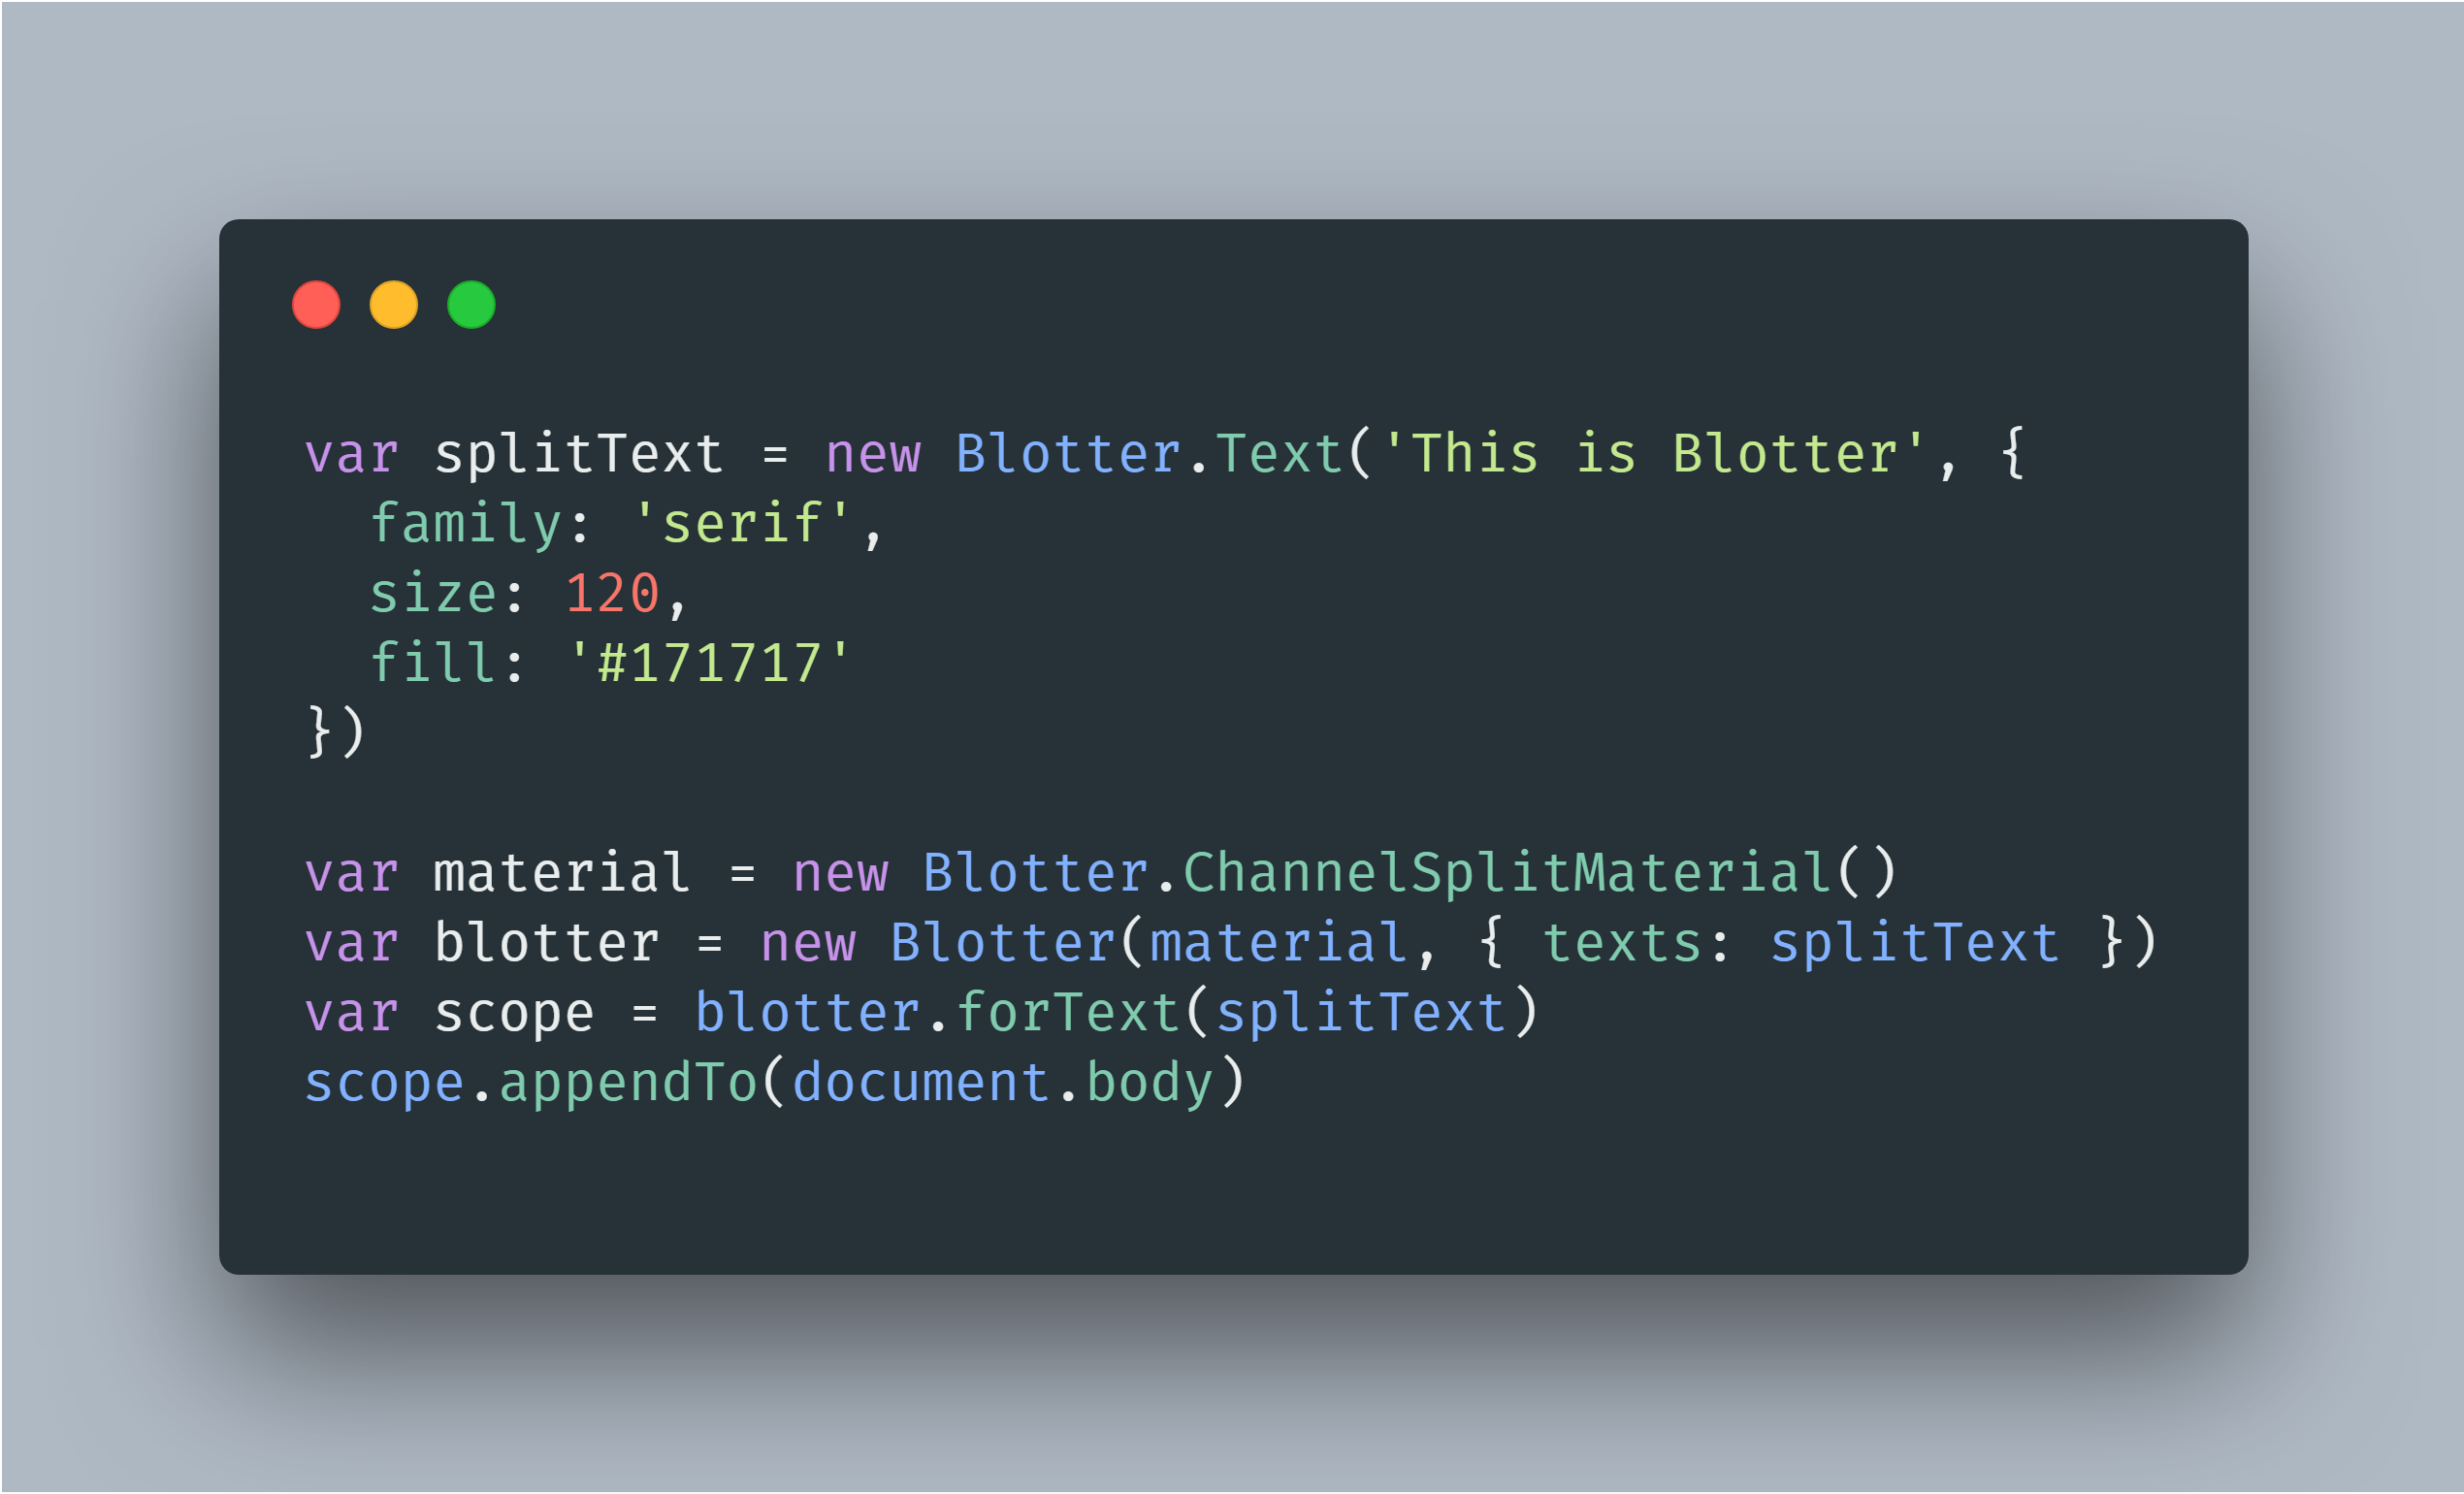 var splitText = new Blotter.Text('This is Blotter', {
  family: 'serif',
  size: 120,
  fill: '#171717'
})

var material = new Blotter.ChannelSplitMaterial()
var blotter = new Blotter(material, { texts: splitText })
var scope = blotter.forText(splitText)
scope.appendTo(document.body)